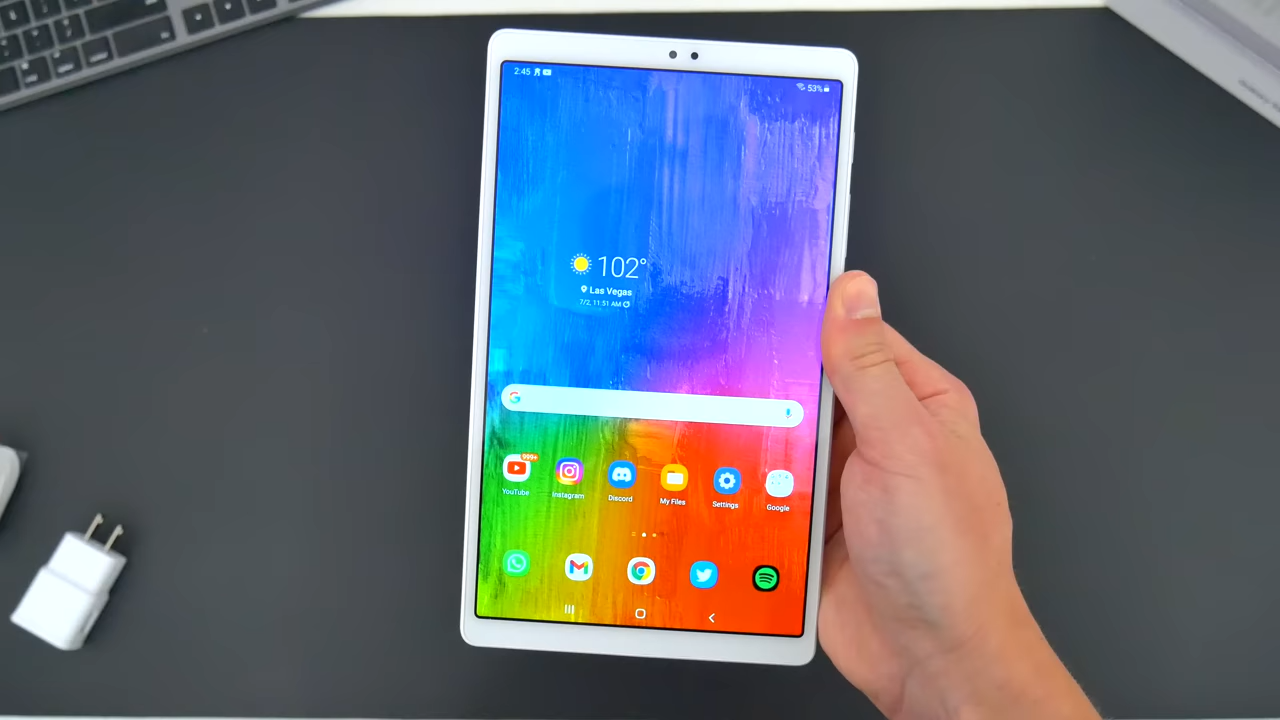 2:45
53%
102°
Las Vegas
7/2, 11:51 AM
999+
YouTube
Instagram
Discord
My Files
Settings
Google